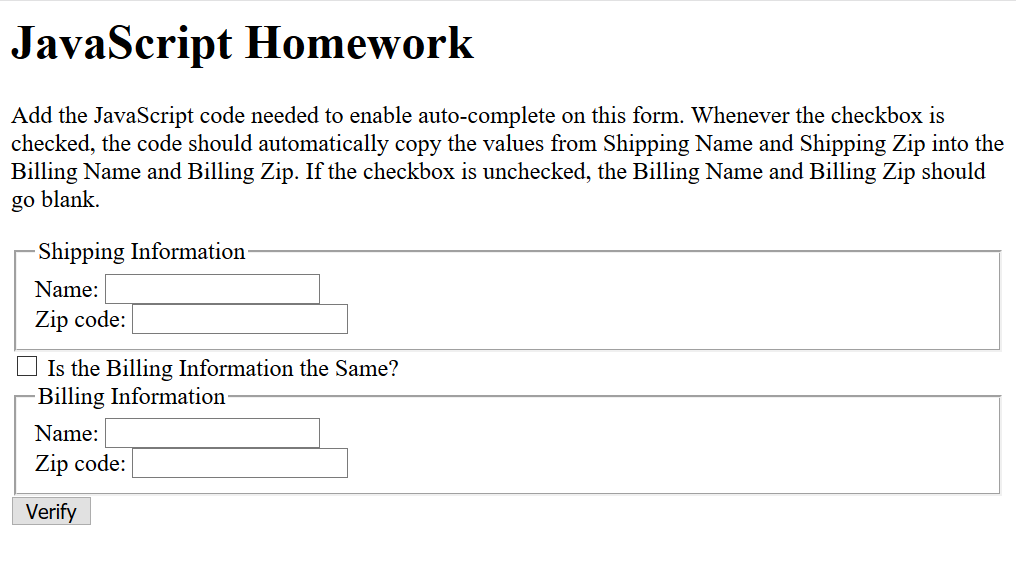 JavaScript Homework
Add the JavaScript code needed to enable auto-complete on this form. Whenever the checkbox is
checked, the code should automatically copy the values from Shipping Name and Shipping Zip into the
Billing Name and Billing Zip. If the checkbox is unchecked, the Billing Name and Billing Zip should
go blank.
Shipping Information
Name:
Zip code:
Is the Billing Information the Same?
Billing Information
Name:
Zip code:
Verify